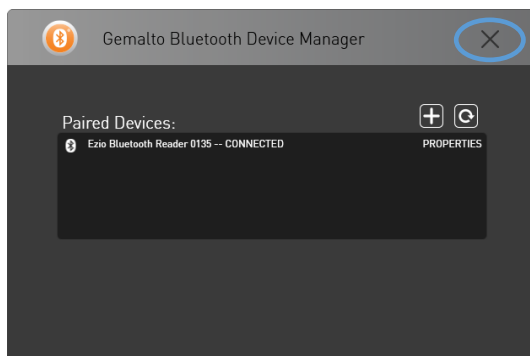 Gemalto Bluetooth Device Manager
Paired Devices:
Ezio Bluetooth Reader 0135 -- CONNECTED PROPERTIES